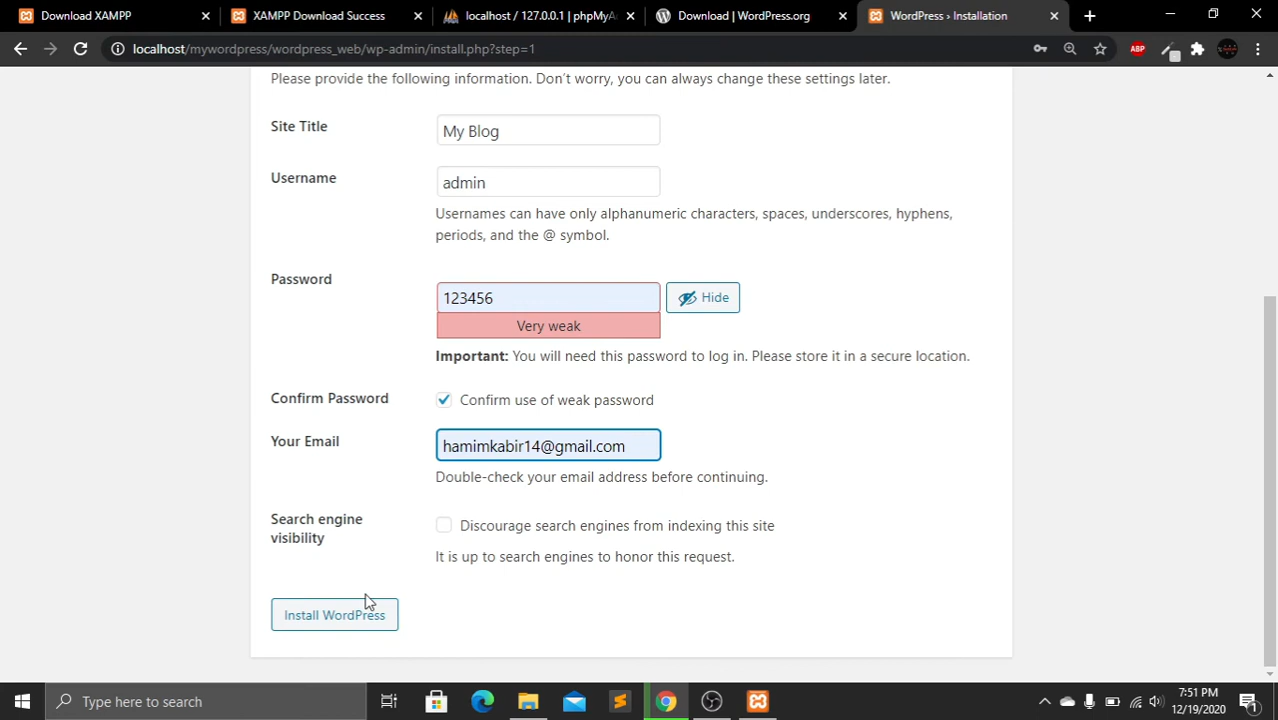 Download XAMPP
XAMPP Download Success
localhost / 127.0.0.1 | phpMyA
Download | WordPress.org
WordPress › Installation
localhost/mywordpress/wordpress_web/wp-admin/install.php?step=1
ABP
Please provide the following information. Don't worry, you can always change these settings later.
Site Title
My Blog
Username
admin
Usernames can have only alphanumeric characters, spaces, underscores, hyphens,
periods, and the @ symbol.
Password
123456
Hide
Very weak
Important: You will need this password to log in. Please store it in a secure location.
Confirm Password
Confirm use of weak password
Your Email
hamimkabir14@gmail.com
Double-check your email address before continuing.
Search engine
visibility
Discourage search engines from indexing this site
It is up to search engines to honor this request.
Install WordPress
Type here to search
7:51 PM
12/19/2020
1